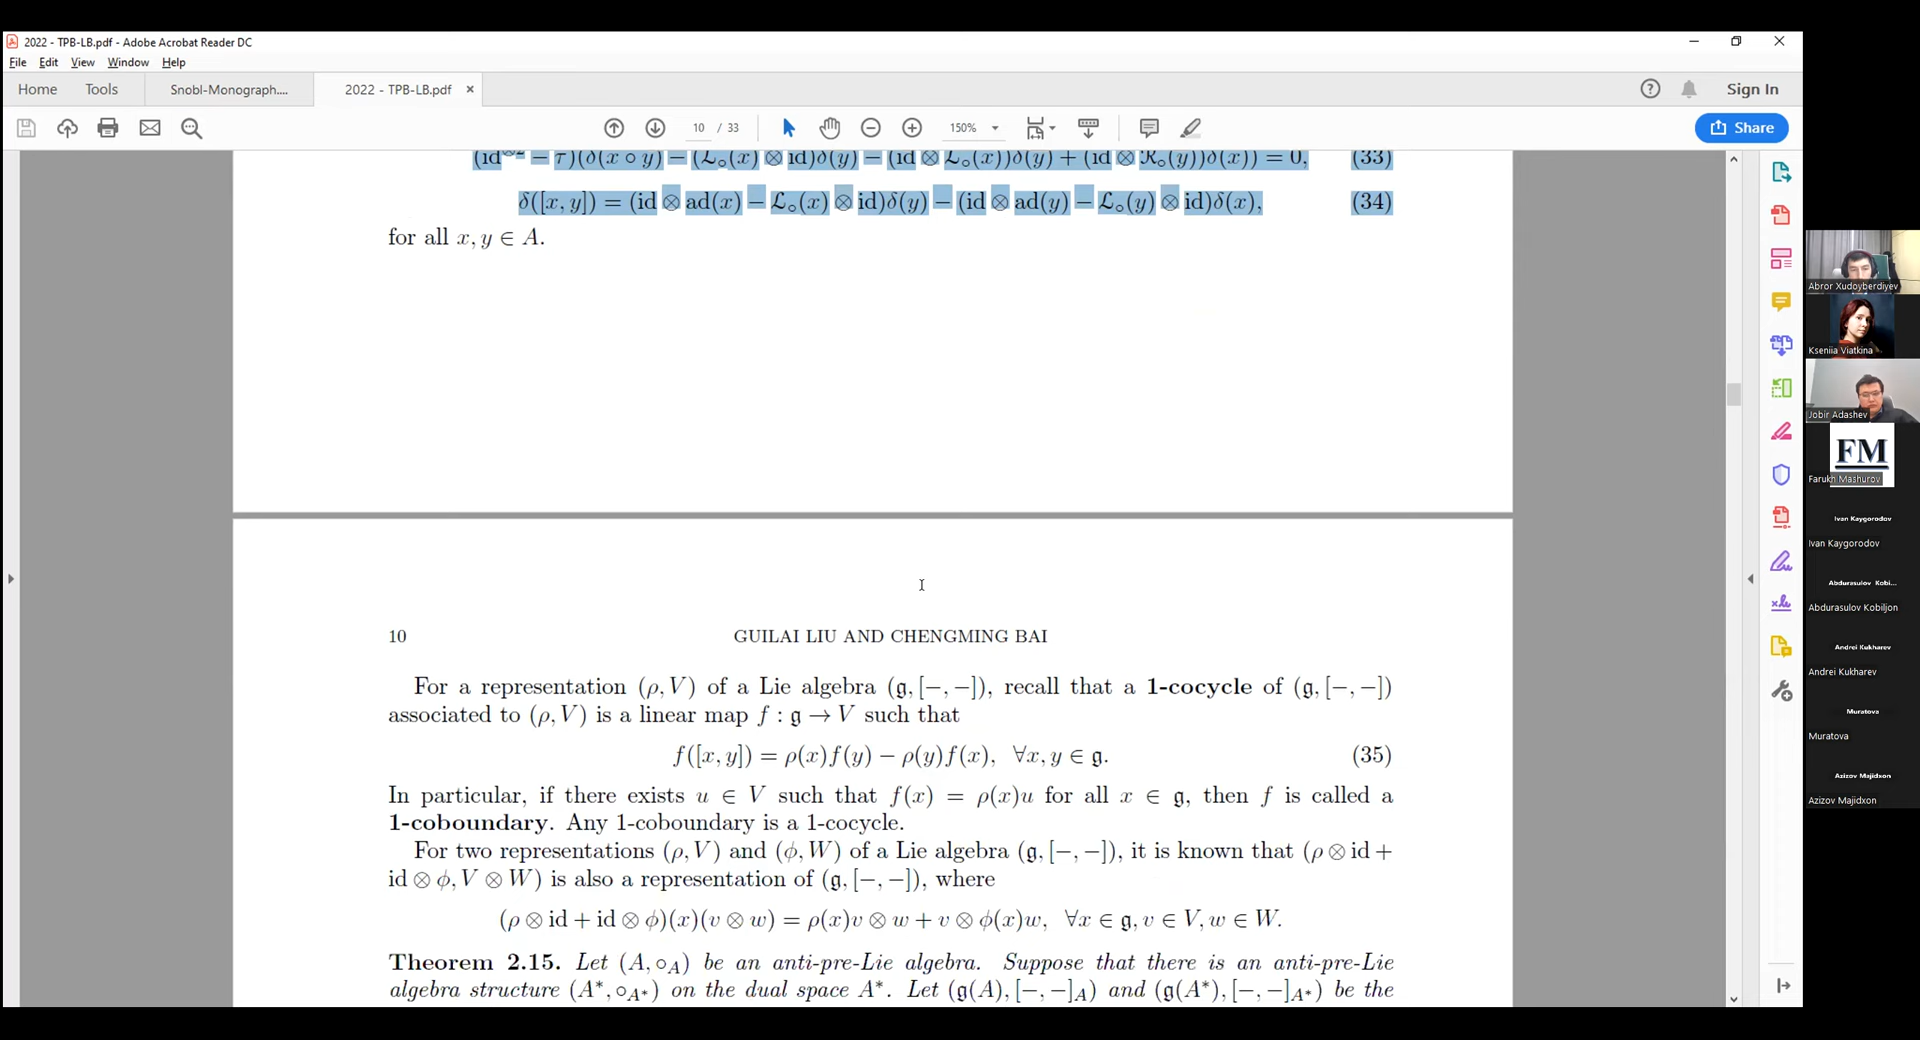 2022 - TPB-LB.pdf - Adobe Acrobat Reader DC
File Edit View Window Help
Home Tools Snobl-Monograph.... 2022 - TPB-LB.pdf × Sign In
10 / 33 150% Share
(id⊗2 − τ)(δ(x ∘ y) − (ℒ∘(x) ⊗ id)δ(y) − (id ⊗ ℒ∘(x))δ(y) + (id ⊗ ℛ∘(y))δ(x)) = 0, (33)
δ([x, y]) = (id ⊗ ad(x) − ℒ∘(x) ⊗ id)δ(y) − (id ⊗ ad(y) − ℒ∘(y) ⊗ id)δ(x), (34)
for all x, y ∈ A.
10 GUILAI LIU AND CHENGMING BAI
For a representation (ρ, V) of a Lie algebra (𝔤, [−, −]), recall that a 1-cocycle of (𝔤, [−, −])
associated to (ρ, V) is a linear map f : 𝔤 → V such that
f([x, y]) = ρ(x)f(y) − ρ(y)f(x), ∀x, y ∈ 𝔤. (35)
In particular, if there exists u ∈ V such that f(x) = ρ(x)u for all x ∈ 𝔤, then f is called a
1-coboundary. Any 1-coboundary is a 1-cocycle.
For two representations (ρ, V) and (ϕ, W) of a Lie algebra (𝔤, [−, −]), it is known that (ρ ⊗ id +
id ⊗ ϕ, V ⊗ W) is also a representation of (𝔤, [−, −]), where
(ρ ⊗ id + id ⊗ ϕ)(x)(v ⊗ w) = ρ(x)v ⊗ w + v ⊗ ϕ(x)w, ∀x ∈ 𝔤, v ∈ V, w ∈ W.
Theorem 2.15. Let (A, ∘A) be an anti-pre-Lie algebra. Suppose that there is an anti-pre-Lie
algebra structure (A*, ∘A*) on the dual space A*. Let (𝔤(A), [−, −]A) and (𝔤(A*), [−, −]A*) be the
Abror Xudoyberdiyev
Kseniia Viatkina
Jobir Adashev
FM
Farukh Mashurov
Ivan Kaygorodov
Ivan Kaygorodov
Abdurasulov Kobi...
Abdurasulov Kobiljon
Andrei Kukharev
Andrei Kukharev
Muratova
Muratova
Azizov Majidxon
Azizov Majidxon